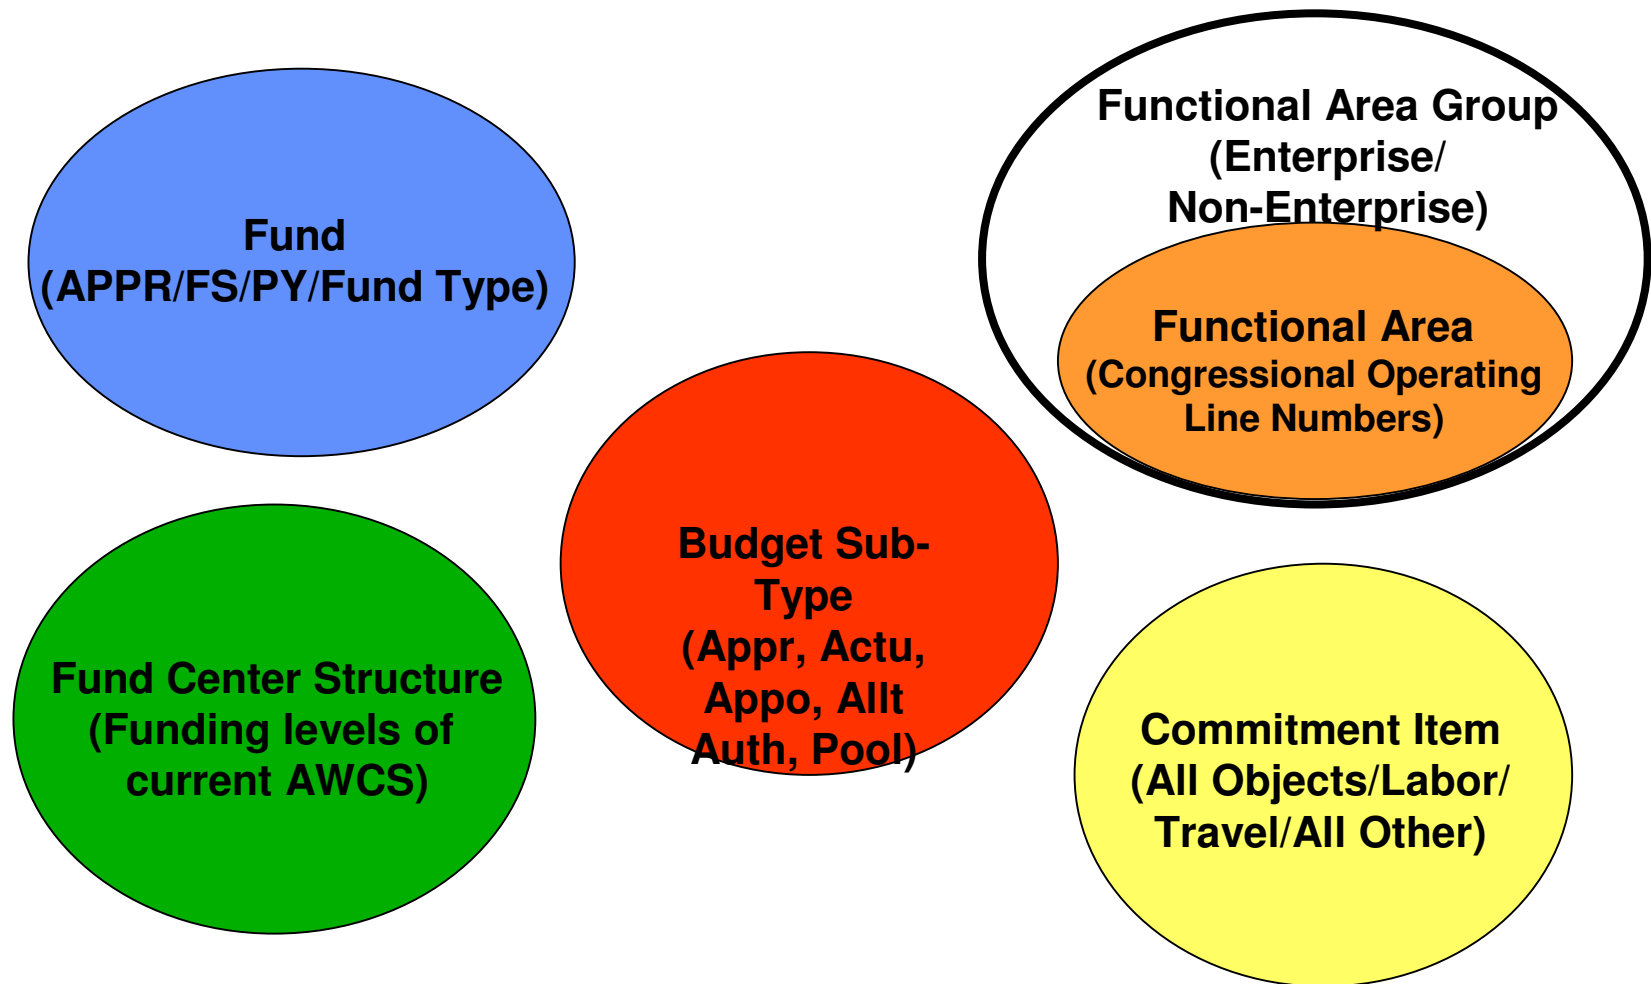 Fund
(APPR/FS/PY/Fund Type)
Functional Area Group
(Enterprise/
Non-Enterprise)
Functional Area
(Congressional Operating
Line Numbers)
Budget Sub-
Type
(Appr, Actu,
Appo, Allt
Auth, Pool)
Fund Center Structure
(Funding levels of
current AWCS)
Commitment Item
(All Objects/Labor/
Travel/All Other)